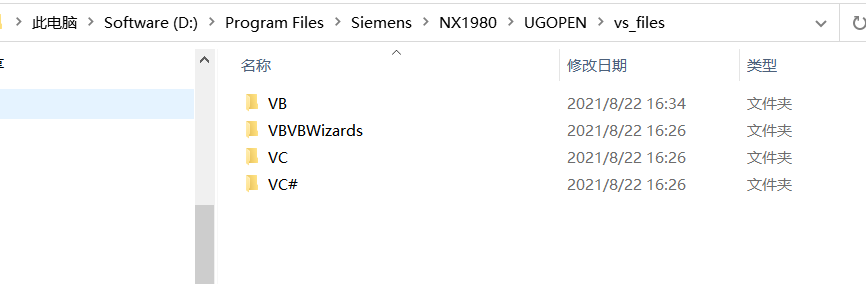 此电脑 > Software (D:) > Program Files > Siemens > NX1980 > UGOPEN > vs_files
名称 修改日期 类型
VB 2021/8/22 16:34 文件夹
VBVBWizards 2021/8/22 16:26 文件夹
VC 2021/8/22 16:26 文件夹
VC# 2021/8/22 16:26 文件夹